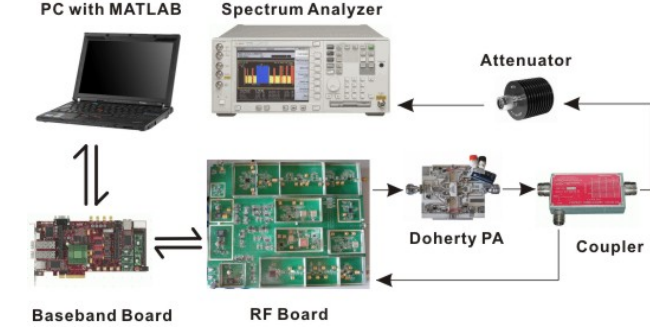 PC with MATLAB
Spectrum Analyzer
Attenuator
Doherty PA
Coupler
Baseband Board
RF Board